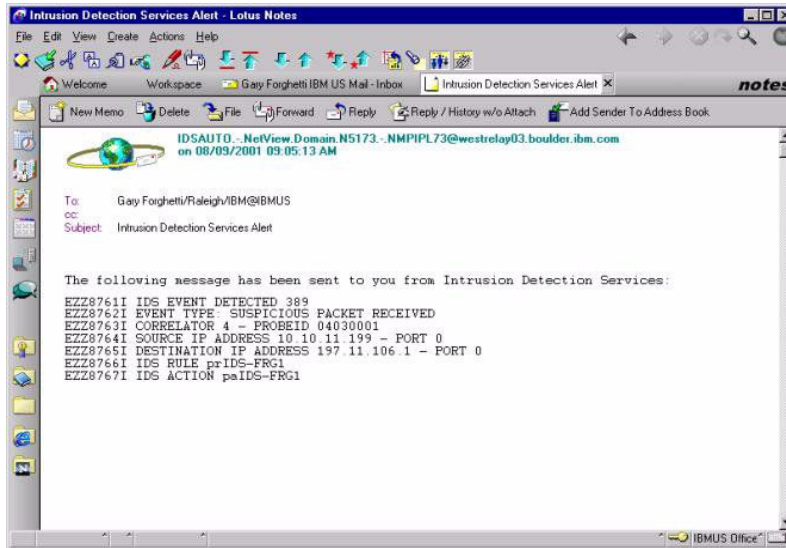 Intrusion Detection Services Alert - Lotus Notes
File Edit View Create Actions Help
Welcome Workspace Gary Forghetti IBM US Mail - Inbox Intrusion Detection Services Alert notes
New Memo Delete File Forward Reply Reply / History w/o Attach Add Sender To Address Book
IDSAUTO.-.NetView.Domain.N5173.-.NMPIPL73@westrelay03.boulder.ibm.com
on 08/09/2001 09:05:13 AM
To: Gary Forghetti/Raleigh/IBM@IBMUS
cc:
Subject: Intrusion Detection Services Alert
The following message has been sent to you from Intrusion Detection Services:
EZZ8761I IDS EVENT DETECTED 389
EZZ8762I EVENT TYPE: SUSPICIOUS PACKET RECEIVED
EZZ8763I CORRELATOR 4 - PROBEID 04030001
EZZ8764I SOURCE IP ADDRESS 10.10.11.199 - PORT 0
EZZ8765I DESTINATION IP ADDRESS 197.11.106.1 - PORT 0
EZZ8766I IDS RULE prIDS-FRG1
EZZ8767I IDS ACTION paIDS-FRG1
IBMUS Office